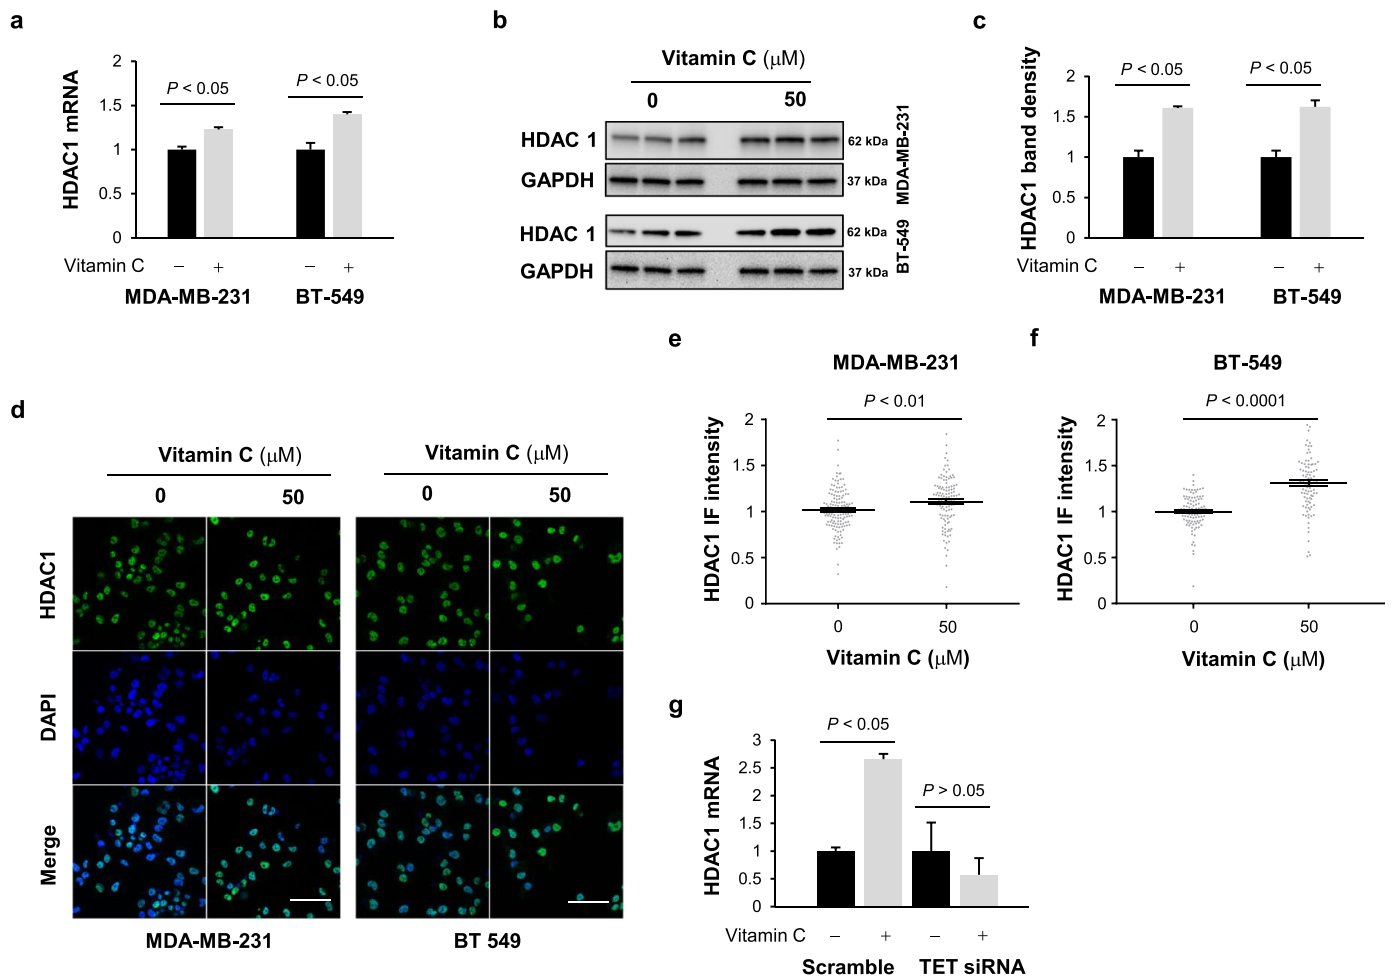 a
HDAC1 mRNA
2
1.5
1
0.5
0
P < 0.05
P < 0.05
Vitamin C
– + – +
MDA-MB-231 BT-549
b
Vitamin C (μM)
0 50
HDAC 1 62 kDa
GAPDH 37 kDa
MDA-MB-231
HDAC 1 62 kDa
GAPDH 37 kDa
BT-549
c
HDAC1 band density
2
1.5
1
0.5
0
P < 0.05
P < 0.05
Vitamin C
– + – +
MDA-MB-231 BT-549
d
Vitamin C (μM) Vitamin C (μM)
0 50 0 50
HDAC1
DAPI
Merge
MDA-MB-231 BT 549
e
MDA-MB-231
P < 0.01
HDAC1 IF intensity
2
1.5
1
0.5
0
0 50
Vitamin C (μM)
f
BT-549
P < 0.0001
HDAC1 IF intensity
2
1.5
1
0.5
0
0 50
Vitamin C (μM)
g
HDAC1 mRNA
3
2.5
2
1.5
1
0.5
0
P < 0.05
P > 0.05
Vitamin C – + – +
Scramble TET siRNA